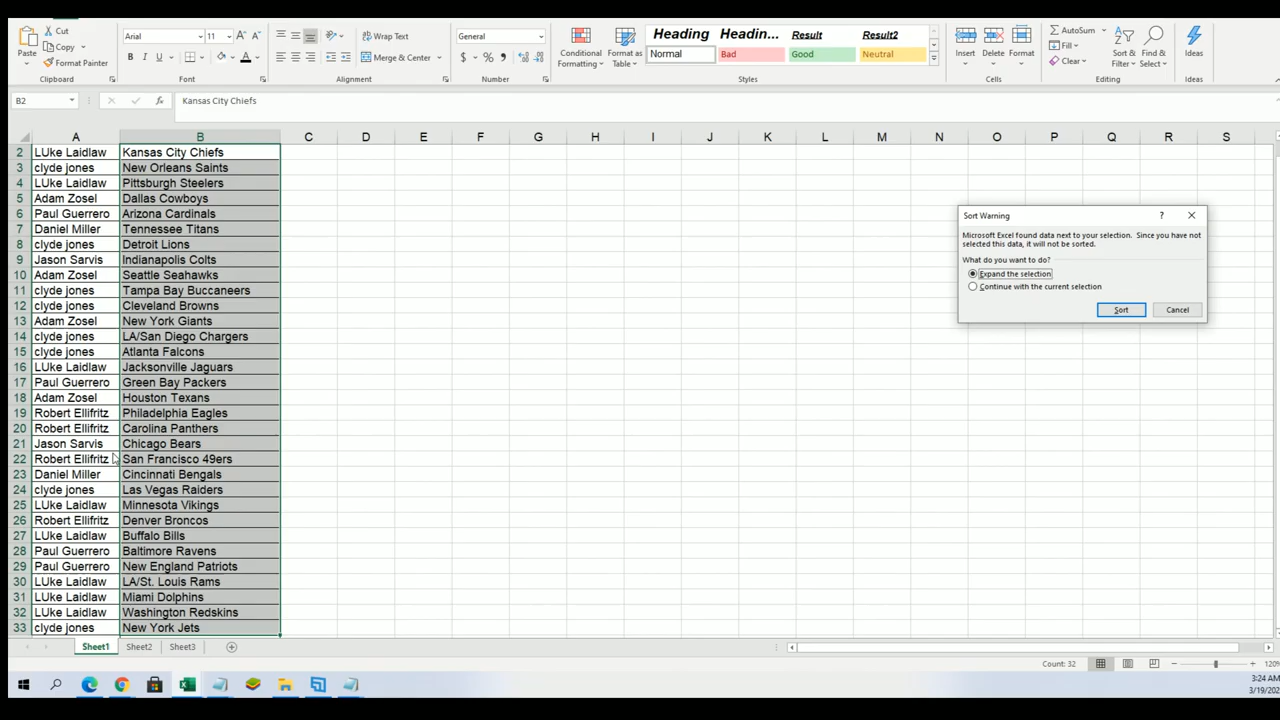 Cut
Copy
Format Painter
Paste
Clipboard
Arial
11
B I U
Font
Wrap Text
Merge & Center
Alignment
General
$ % 9
Number
Conditional
Formatting
Format as
Table
Heading
Headin...
Result
Result2
Normal
Bad
Good
Neutral
Styles
Insert
Delete
Format
Cells
AutoSum
Fill
Clear
Sort &
Filter
Find &
Select
Editing
Ideas
Ideas
B2
fx
Kansas City Chiefs
A B C D E F G H I J K L M N O P Q R S
2 LUke Laidlaw Kansas City Chiefs
3 clyde jones New Orleans Saints
4 LUke Laidlaw Pittsburgh Steelers
5 Adam Zosel Dallas Cowboys
6 Paul Guerrero Arizona Cardinals
7 Daniel Miller Tennessee Titans
8 clyde jones Detroit Lions
9 Jason Sarvis Indianapolis Colts
10 Adam Zosel Seattle Seahawks
11 clyde jones Tampa Bay Buccaneers
12 clyde jones Cleveland Browns
13 Adam Zosel New York Giants
14 clyde jones LA/San Diego Chargers
15 clyde jones Atlanta Falcons
16 LUke Laidlaw Jacksonville Jaguars
17 Paul Guerrero Green Bay Packers
18 Adam Zosel Houston Texans
19 Robert Ellifritz Philadelphia Eagles
20 Robert Ellifritz Carolina Panthers
21 Jason Sarvis Chicago Bears
22 Robert Ellifritz San Francisco 49ers
23 Daniel Miller Cincinnati Bengals
24 clyde jones Las Vegas Raiders
25 LUke Laidlaw Minnesota Vikings
26 Robert Ellifritz Denver Broncos
27 LUke Laidlaw Buffalo Bills
28 Paul Guerrero Baltimore Ravens
29 Paul Guerrero New England Patriots
30 LUke Laidlaw LA/St. Louis Rams
31 LUke Laidlaw Miami Dolphins
32 LUke Laidlaw Washington Redskins
33 clyde jones New York Jets
Sort Warning
?
Microsoft Excel found data next to your selection. Since you have not
selected this data, it will not be sorted.
What do you want to do?
Expand the selection
Continue with the current selection
Sort
Cancel
Sheet1 Sheet2 Sheet3
Count: 32
120%
3:24 AM
3/19/202